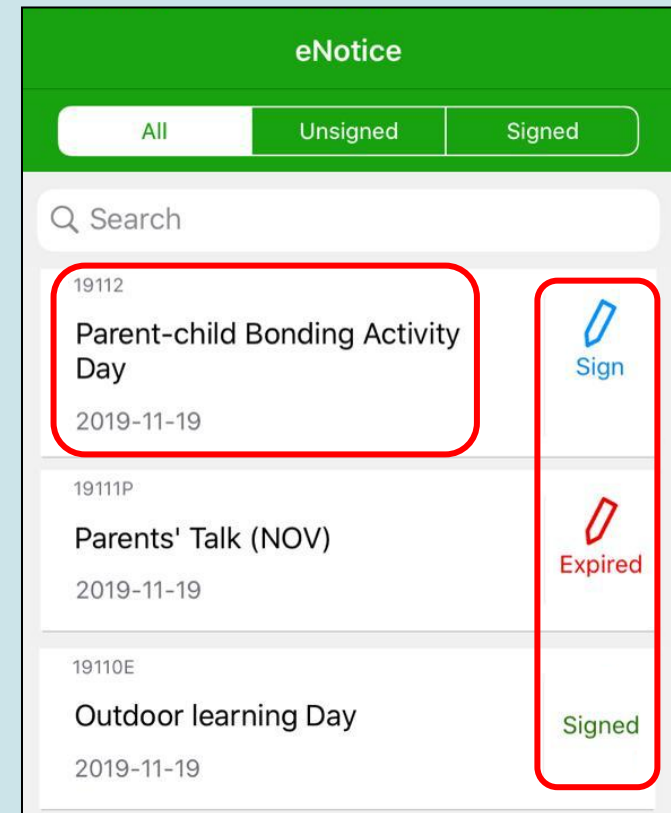 eNotice
All Unsigned Signed
Search
19112
Parent-child Bonding Activity
Day
Sign
2019-11-19
19111P
Parents' Talk (NOV)
Expired
2019-11-19
19110E
Outdoor learning Day
Signed
2019-11-19